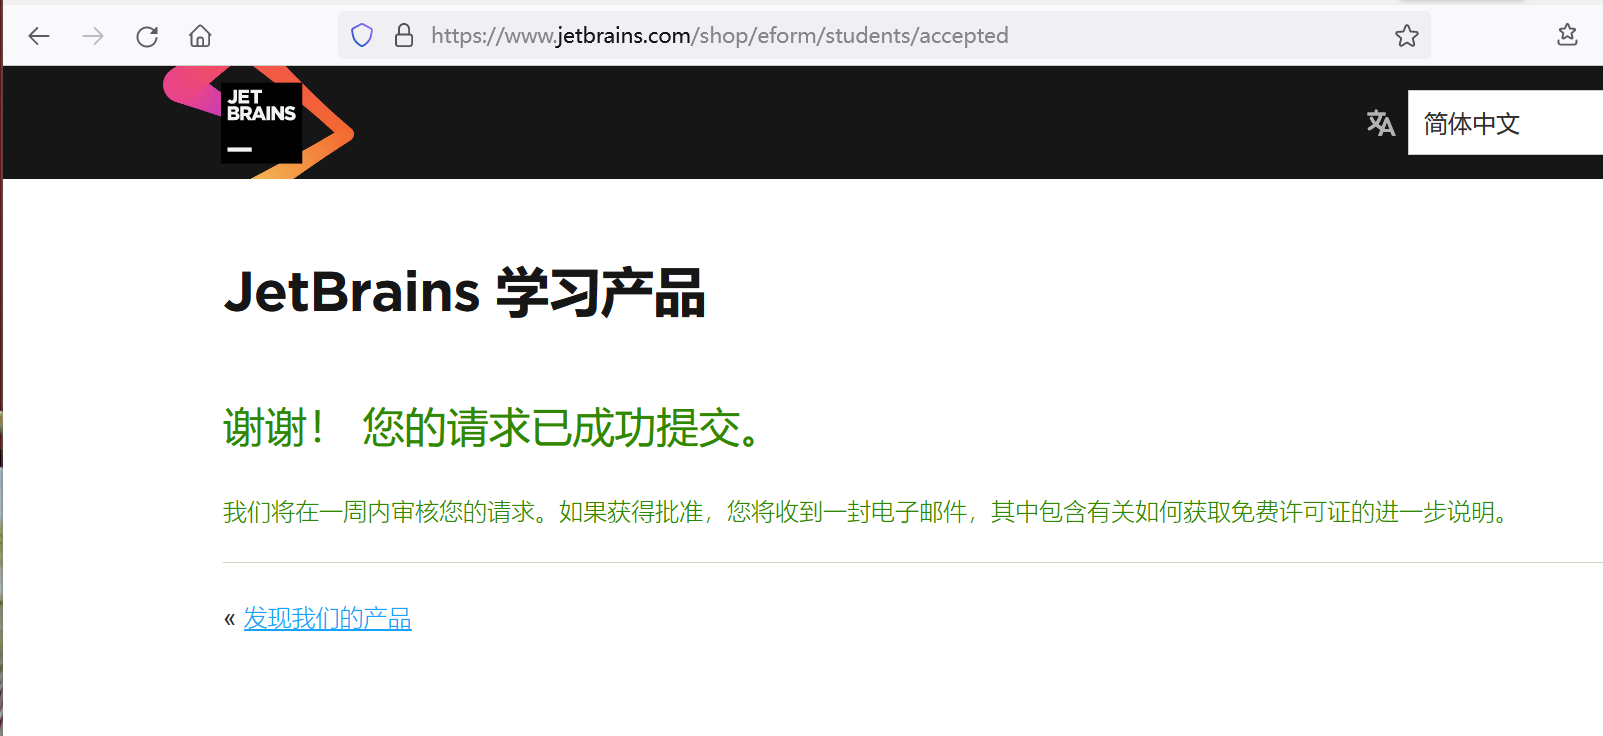 https://www.jetbrains.com/shop/eform/students/accepted
JET
BRAINS
简体中文
JetBrains 学习产品
谢谢！ 您的请求已成功提交。
我们将在一周内审核您的请求。如果获得批准，您将收到一封电子邮件，其中包含有关如何获取免费许可证的进一步说明。
« 发现我们的产品